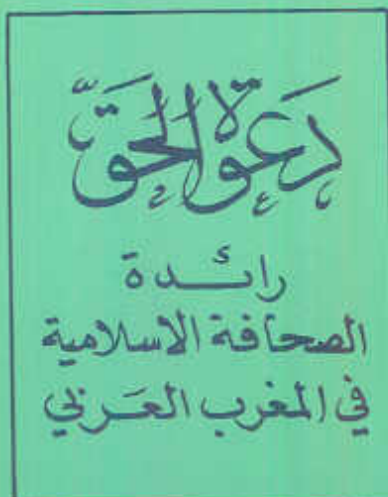 دعوة الحق
رائدة
الصحافة الاسلامية
في المغرب العربي